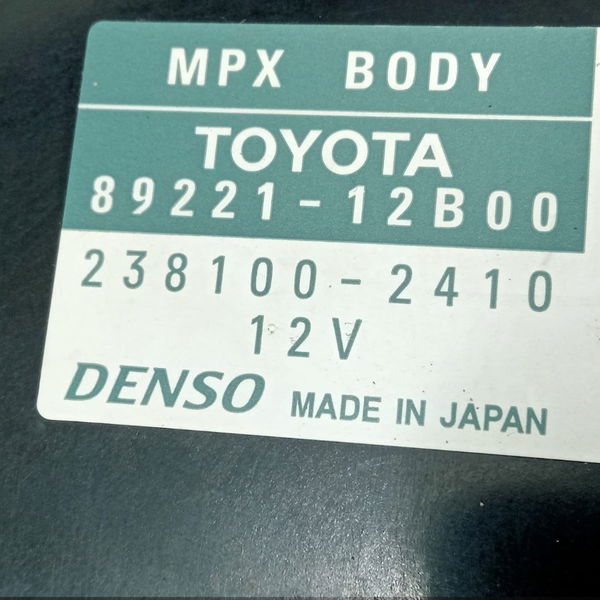 MPX BODY
TOYOTA
89221-12B00
238100-2410
12V
DENSO MADE IN JAPAN